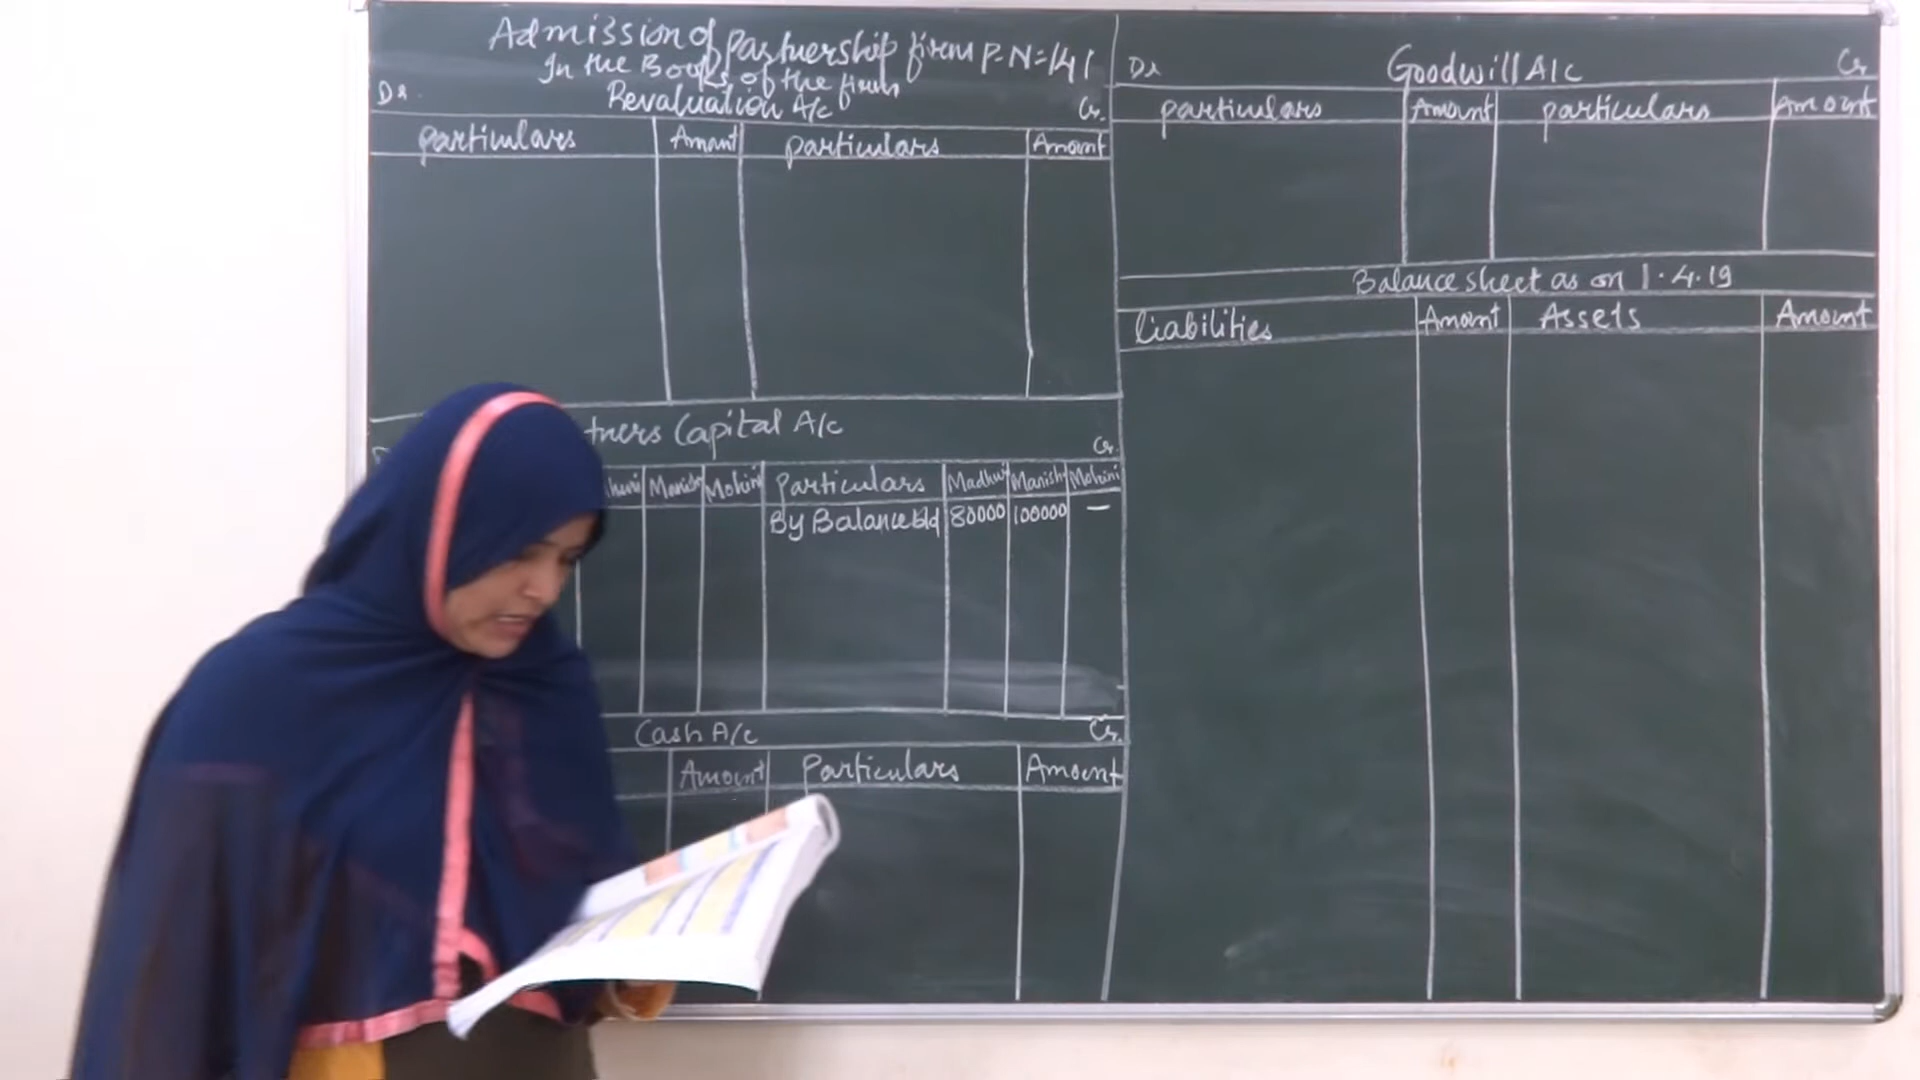 Admission of Partnership firm P-N=141
In the Books of the firm
Dr. Revaluation A/c Cr.
particulars Amount particulars Amount
tners Capital A/c
Cr.
Manish Mohini Particulars Madhuri Manish Mohini
By Balance b/d 80000 100000 —
Cash A/c Cr.
Amount Particulars Amount
Dr Goodwill A/c Cr
particulars Amount particulars Amount
Balance sheet as on 1.4.19
Liabilities Amount Assets Amount